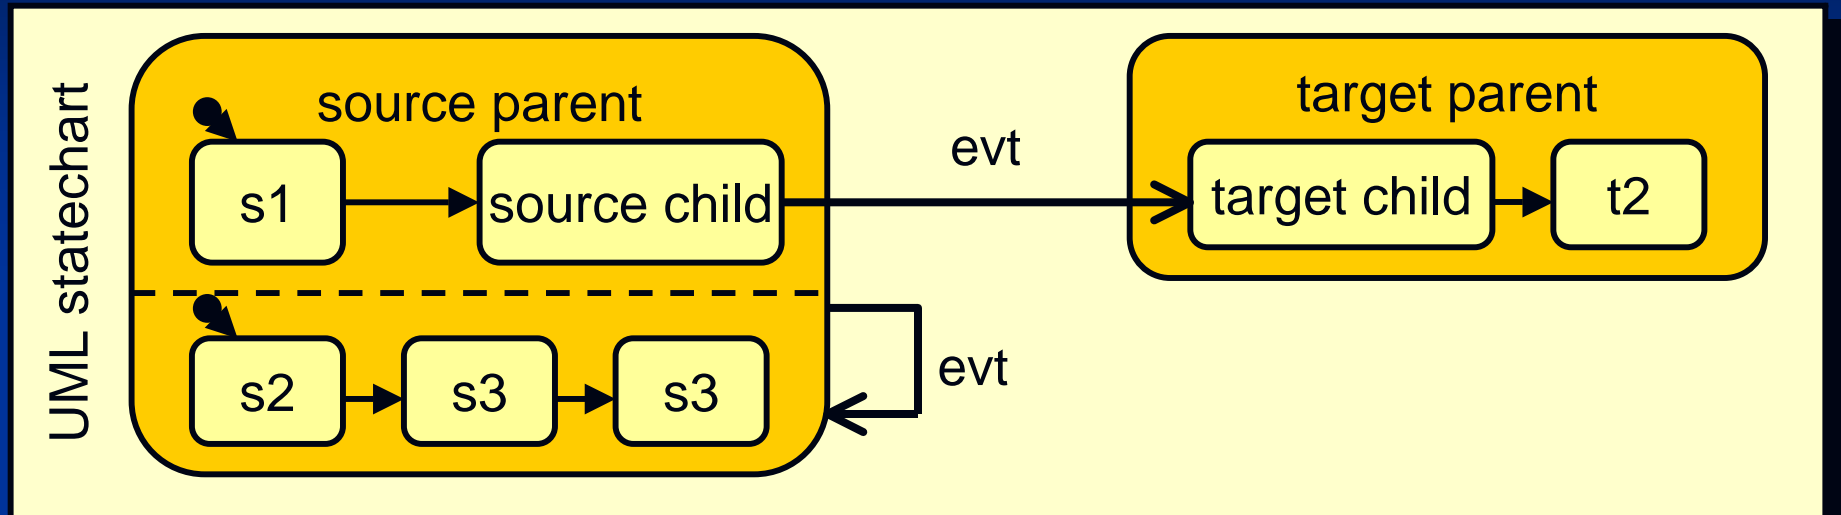 UML statechart
source parent
s1
source child
evt
target parent
target child
t2
s2
s3
s3
evt